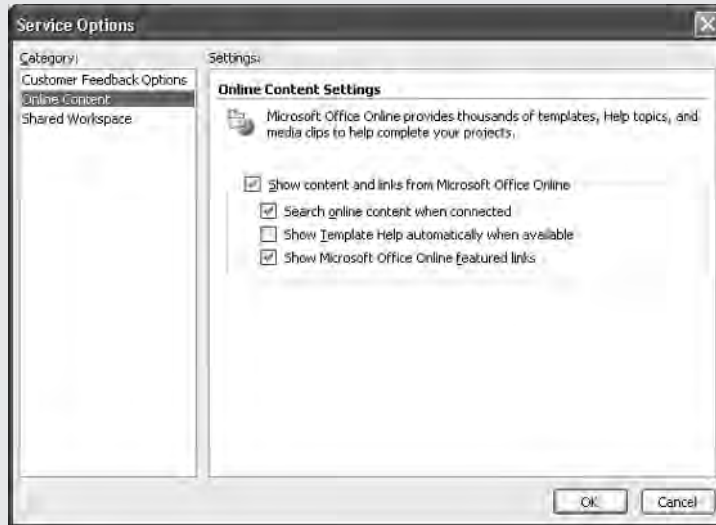 Service Options
Category:
Customer Feedback Options
Online Content
Shared Workspace
Settings:
Online Content Settings
Microsoft Office Online provides thousands of templates, Help topics, and
media clips to help complete your projects.
Show content and links from Microsoft Office Online
Search online content when connected
Show Template Help automatically when available
Show Microsoft Office Online featured links
OK
Cancel